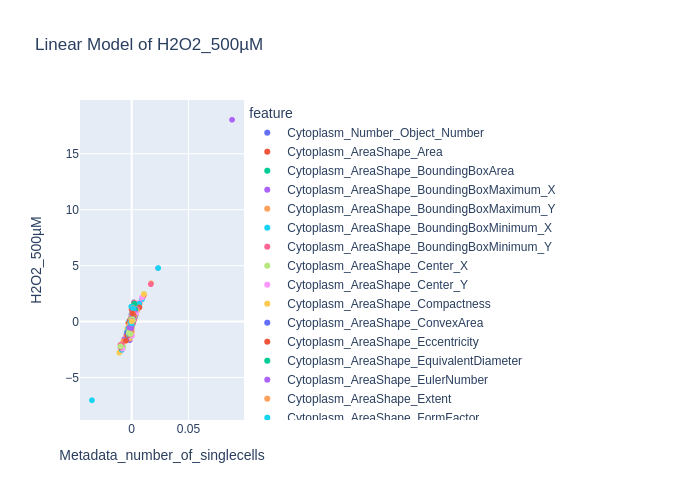 Linear Model of H2O2_500µM
feature
Cytoplasm_Number_Object_Number
Cytoplasm_AreaShape_Area
Cytoplasm_AreaShape_BoundingBoxArea
Cytoplasm_AreaShape_BoundingBoxMaximum_X
Cytoplasm_AreaShape_BoundingBoxMaximum_Y
Cytoplasm_AreaShape_BoundingBoxMinimum_X
Cytoplasm_AreaShape_BoundingBoxMinimum_Y
Cytoplasm_AreaShape_Center_X
Cytoplasm_AreaShape_Center_Y
Cytoplasm_AreaShape_Compactness
Cytoplasm_AreaShape_ConvexArea
Cytoplasm_AreaShape_Eccentricity
Cytoplasm_AreaShape_EquivalentDiameter
Cytoplasm_AreaShape_EulerNumber
Cytoplasm_AreaShape_Extent
Cytoplasm_AreaShape_FormFactor
15
10
5
0
−5
H2O2_500µM
0 0.05
Metadata_number_of_singlecells